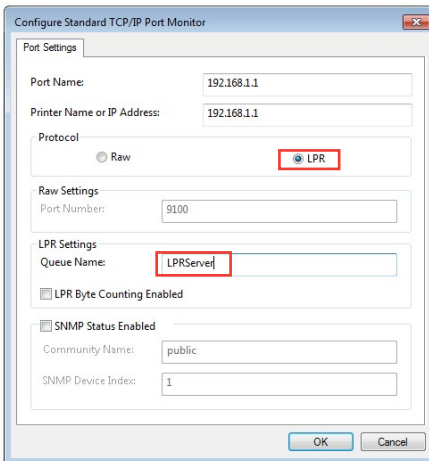 Configure Standard TCP/IP Port Monitor
Port Settings
Port Name: 192.168.1.1
Printer Name or IP Address: 192.168.1.1
Protocol
Raw LPR
Raw Settings
Port Number: 9100
LPR Settings
Queue Name: LPRServer
LPR Byte Counting Enabled
SNMP Status Enabled
Community Name: public
SNMP Device Index: 1
OK Cancel